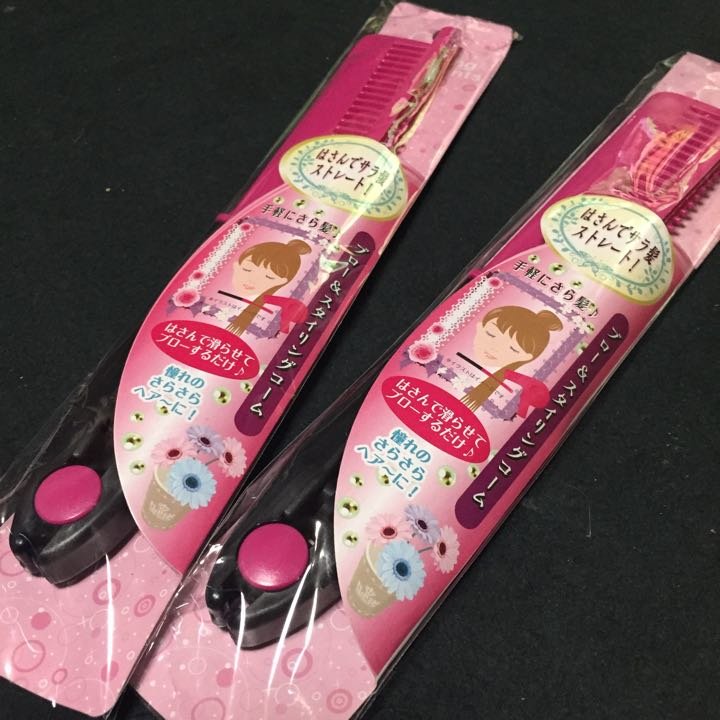 はさんでサラ髪
ストレート!
手軽にさら髪♪
ブロー&スタイリングコーム
はさんで滑らせて
ブローするだけ♪
憧れの
さらさら
ヘア〜に!
はさんでサラ髪
ストレート!
手軽にさら髪♪
ブロー&スタイリングコーム
はさんで滑らせて
ブローするだけ♪
憧れの
さらさら
ヘア〜に!